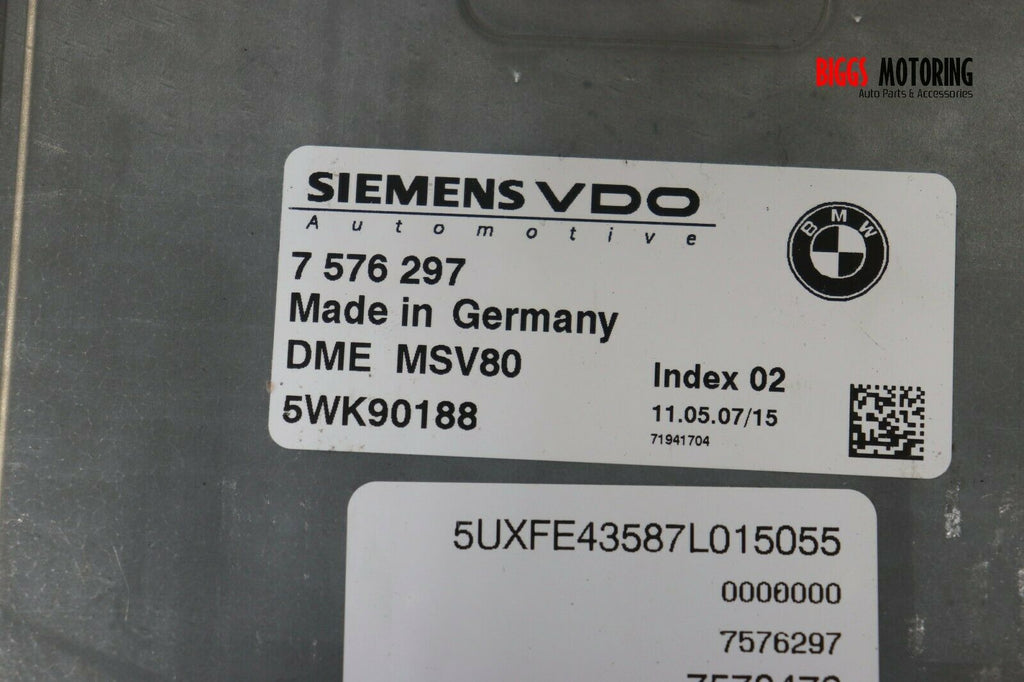 BIGGS MOTORING
Auto Parts & Accessories
SIEMENS VDO
Automotive
BMW
7 576 297
Made in Germany
DME MSV80
Index 02
5WK90188
11.05.07/15
71941704
5UXFE43587L015055
0000000
7576297